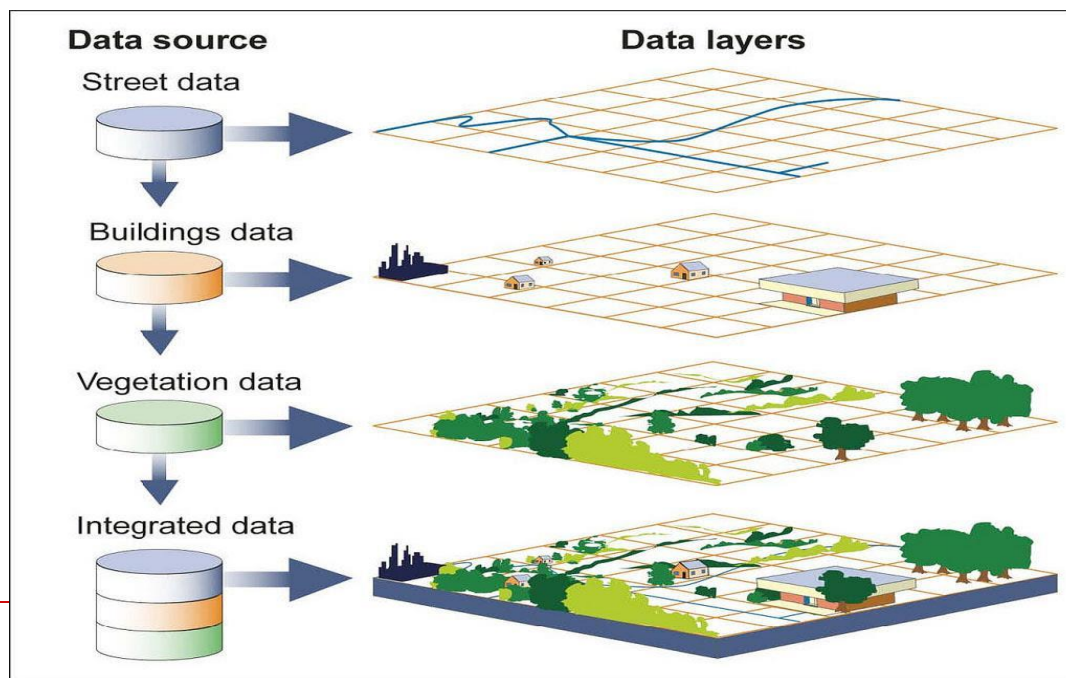 Data source
Data layers
Street data
Buildings data
Vegetation data
Integrated data